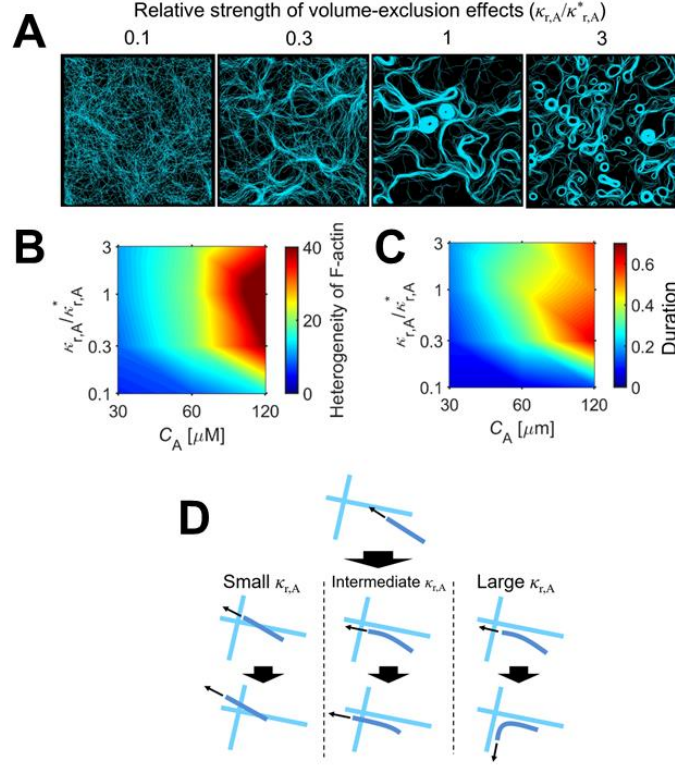 Relative strength of volume-exclusion effects (κr,A/κ*r,A)
A
0.1 0.3 1 3
B
3
1
0.3
0.1
κr,A/κ*r,A
30 60 120
CA [μM]
40
20
0
Heterogeneity of F-actin
C
3
1
0.3
0.1
κr,A/κ*r,A
30 60 120
CA [μm]
0.6
0.4
0.2
0
Duration
D
Small κr,A Intermediate κr,A Large κr,A